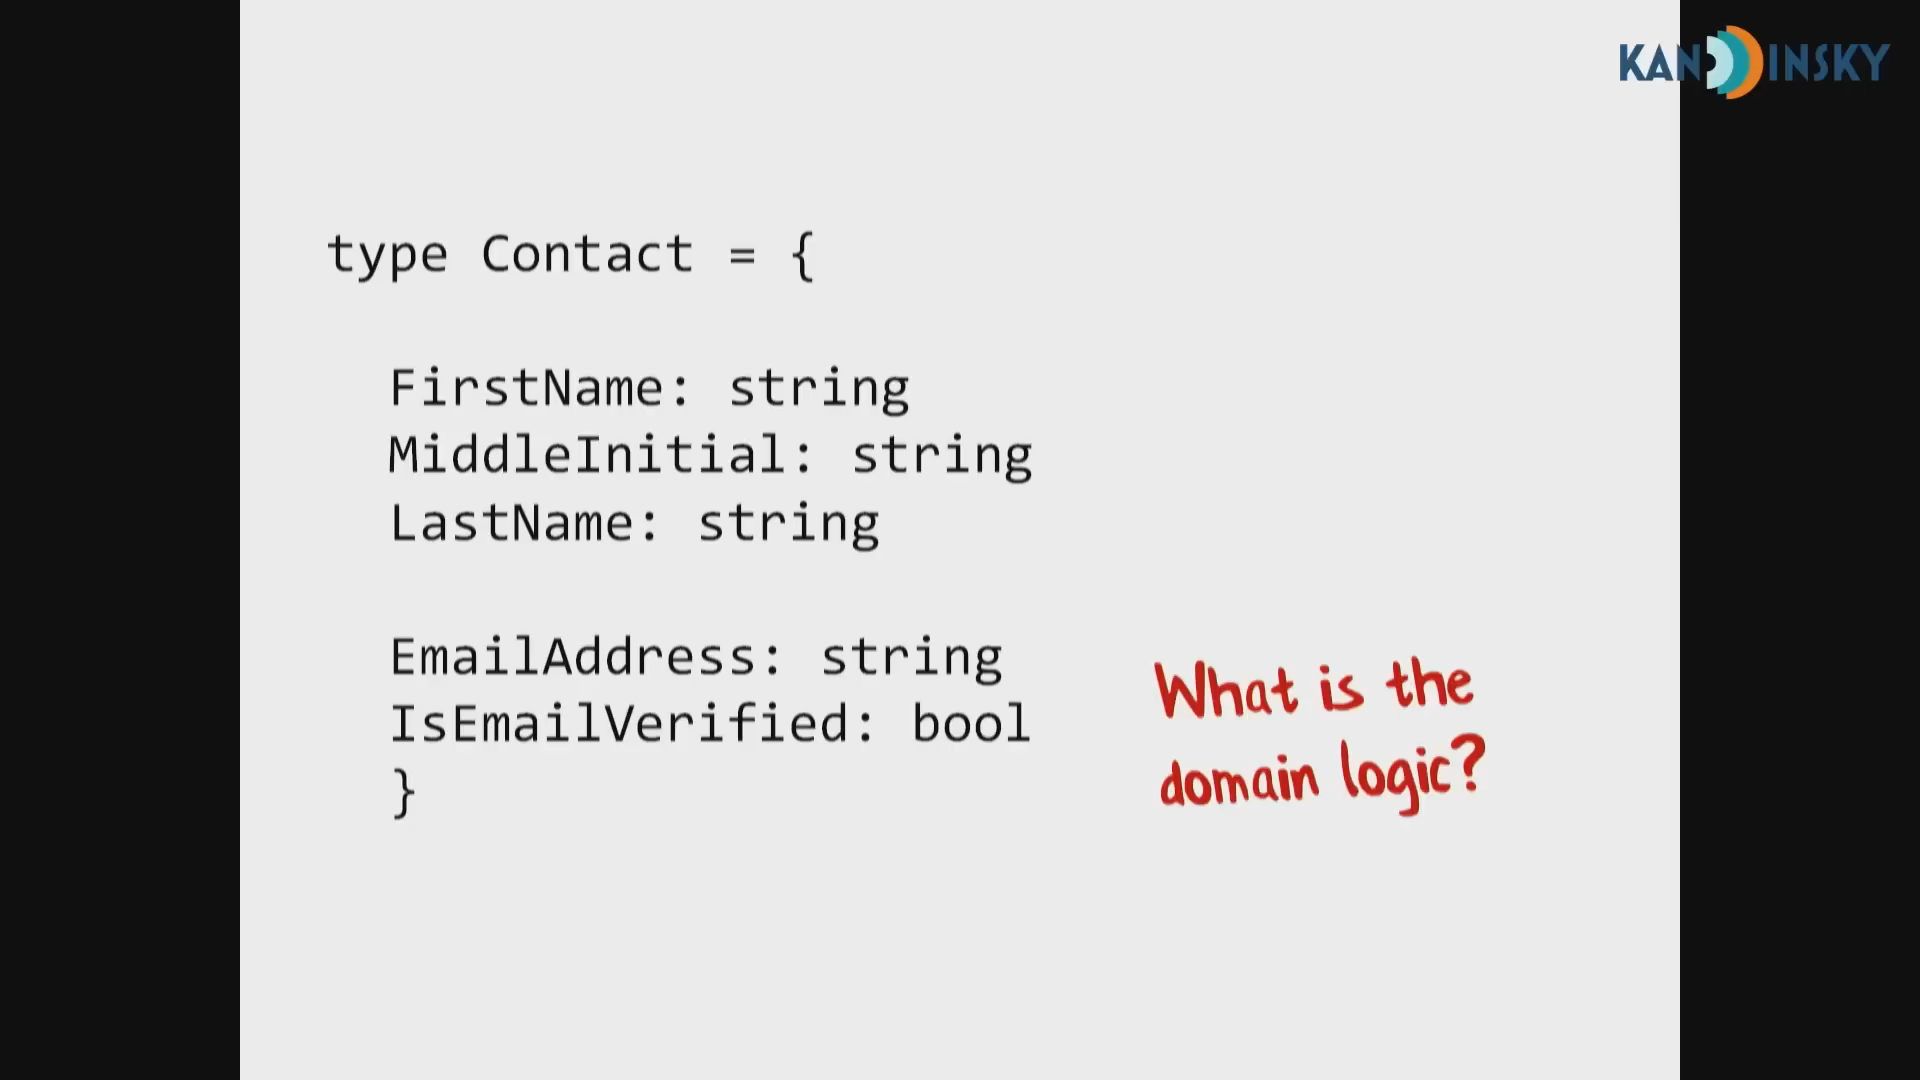 KANDINSKY
type Contact = {
FirstName: string
MiddleInitial: string
LastName: string
EmailAddress: string
IsEmailVerified: bool
}
What is the
domain logic?